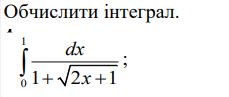 Обчислити інтеграл.
∫₀¹ dx / (1+√(2x+1)) ;